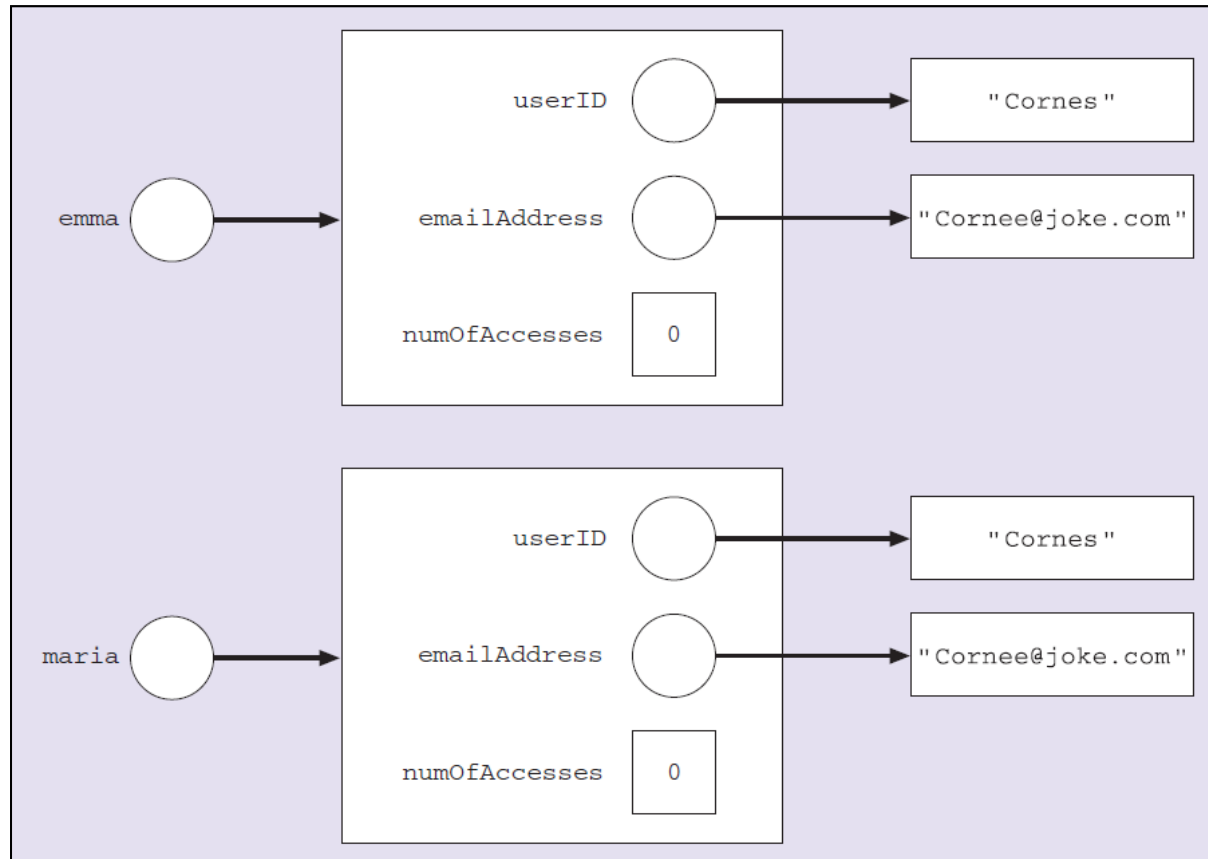 userID
"Cornes"
emma
emailAddress
"Cornee@joke.com"
numOfAccesses
0
userID
"Cornes"
maria
emailAddress
"Cornee@joke.com"
numOfAccesses
0